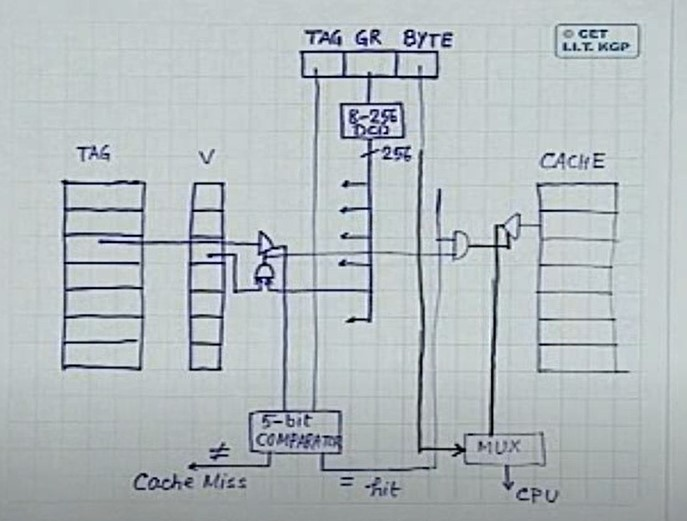 TAG GR BYTE
© CET
I.I.T. KGP
8-256
DCD
256
TAG
V
CACHE
5-bit
COMPARATOR
≠
Cache Miss
= hit
MUX
CPU